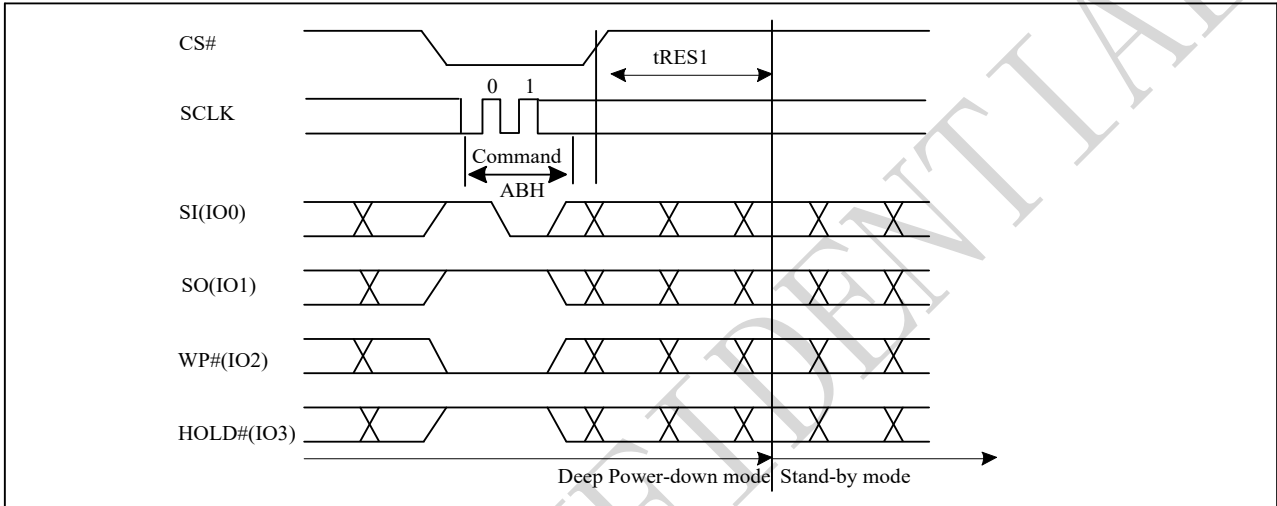 CS#
tRES1
0 1
SCLK
Command
ABH
SI(IO0)
SO(IO1)
WP#(IO2)
HOLD#(IO3)
Deep Power-down mode Stand-by mode
FIDENTIAL